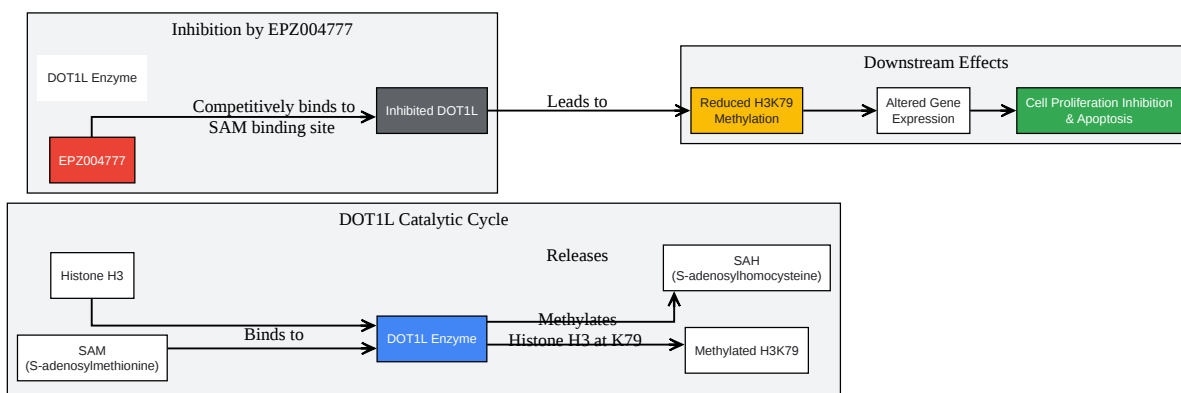 Inhibition by EPZ004777
DOT1L Enzyme
Competitively binds to
SAM binding site
EPZ004777
Inhibited DOT1L
Leads to
Downstream Effects
Reduced H3K79
Methylation
Altered Gene
Expression
Cell Proliferation Inhibition
& Apoptosis
DOT1L Catalytic Cycle
Histone H3
SAM
(S-adenosylmethionine)
Binds to
DOT1L Enzyme
Releases
SAH
(S-adenosylhomocysteine)
Methylates
Histone H3 at K79
Methylated H3K79